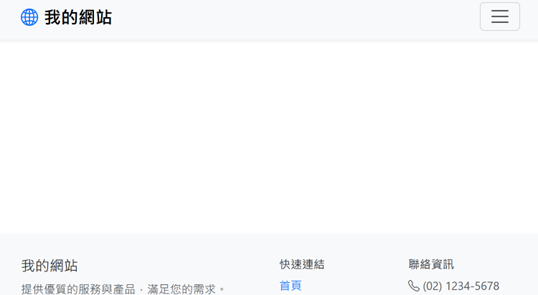 我的網站
我的網站
提供優質的服務與產品，滿足您的需求。
快速連結
首頁
聯絡資訊
(02) 1234-5678